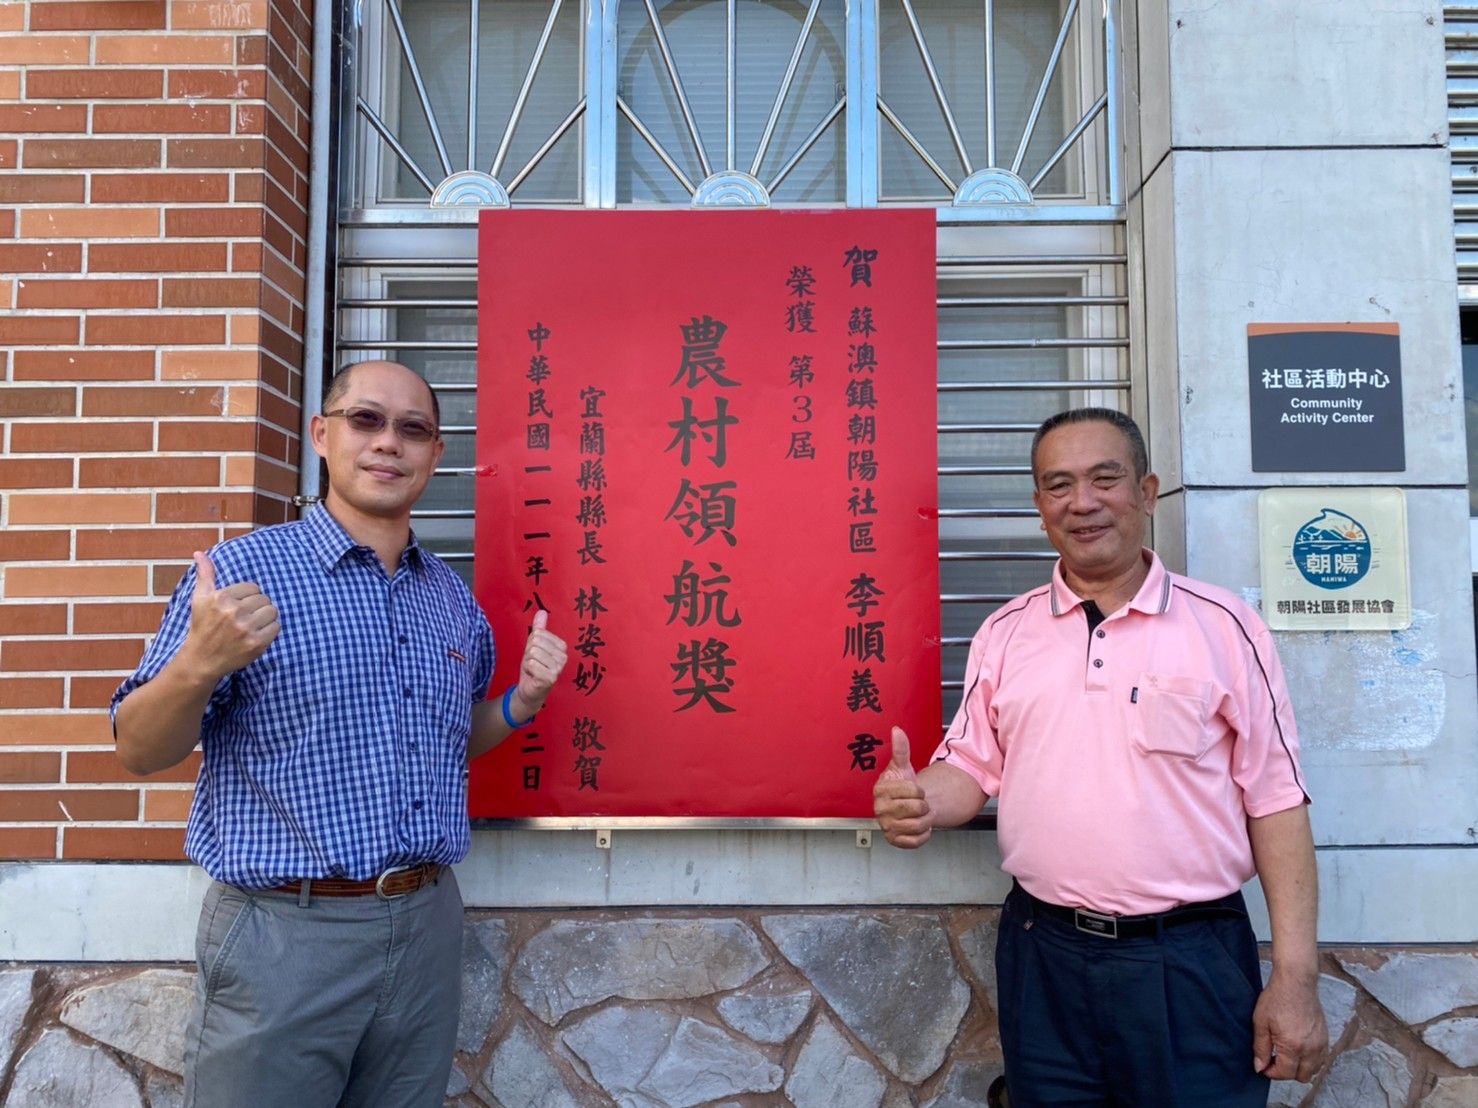 賀 蘇澳鎮朝陽社區 李順義 君
榮獲 第3屆
農村領航獎
宜蘭縣縣長 林姿妙 敬賀
中華民國一一一年八
二日
社區活動中心
Community
Activity Center
朝陽
NANIWA
朝陽社區發展協會